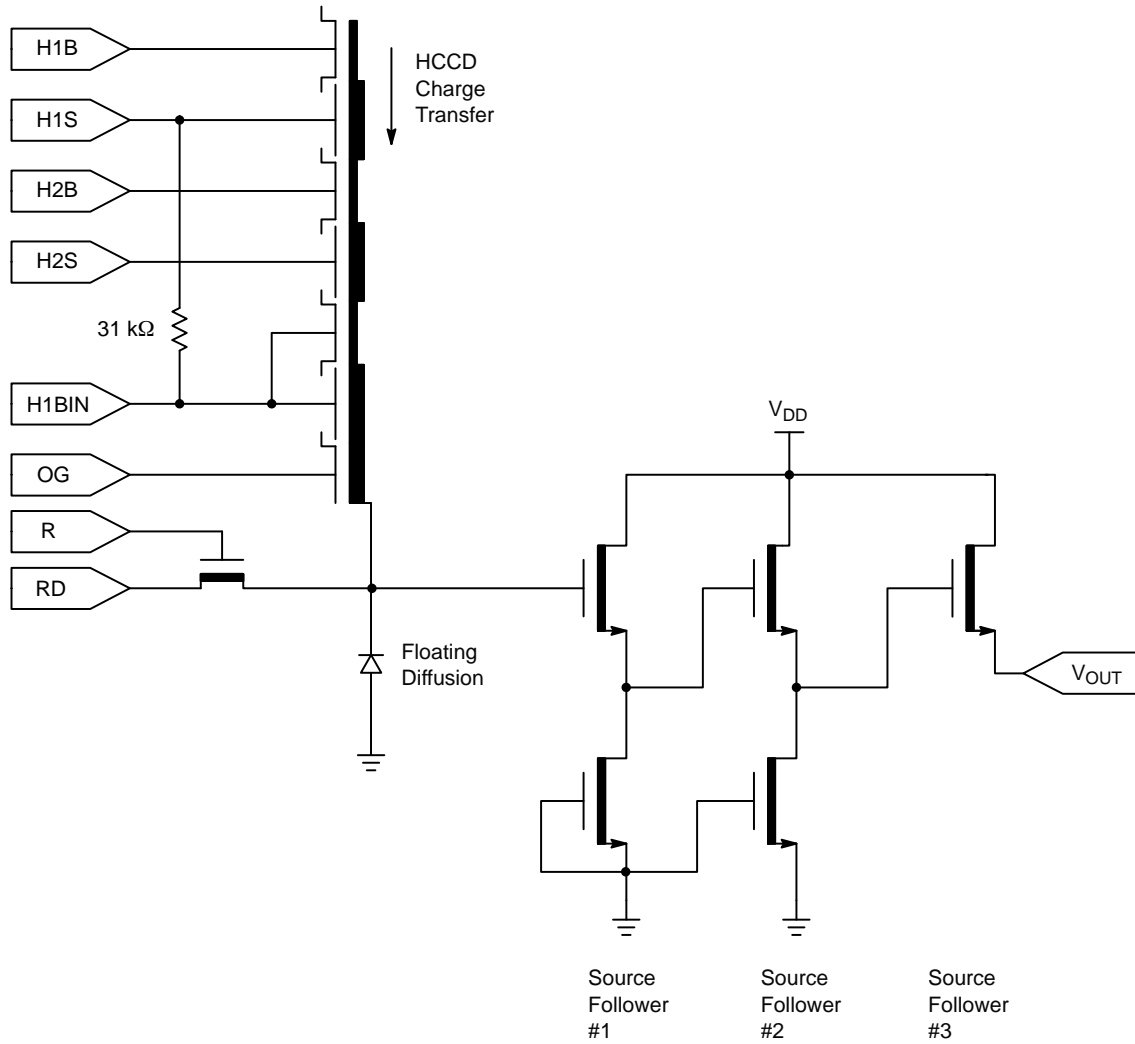 H1B
HCCD
Charge
Transfer
H1S
H2B
H2S
31 kΩ
H1BIN
VDD
OG
R
RD
Floating
Diffusion
VOUT
Source
Follower
#1
Source
Follower
#2
Source
Follower
#3